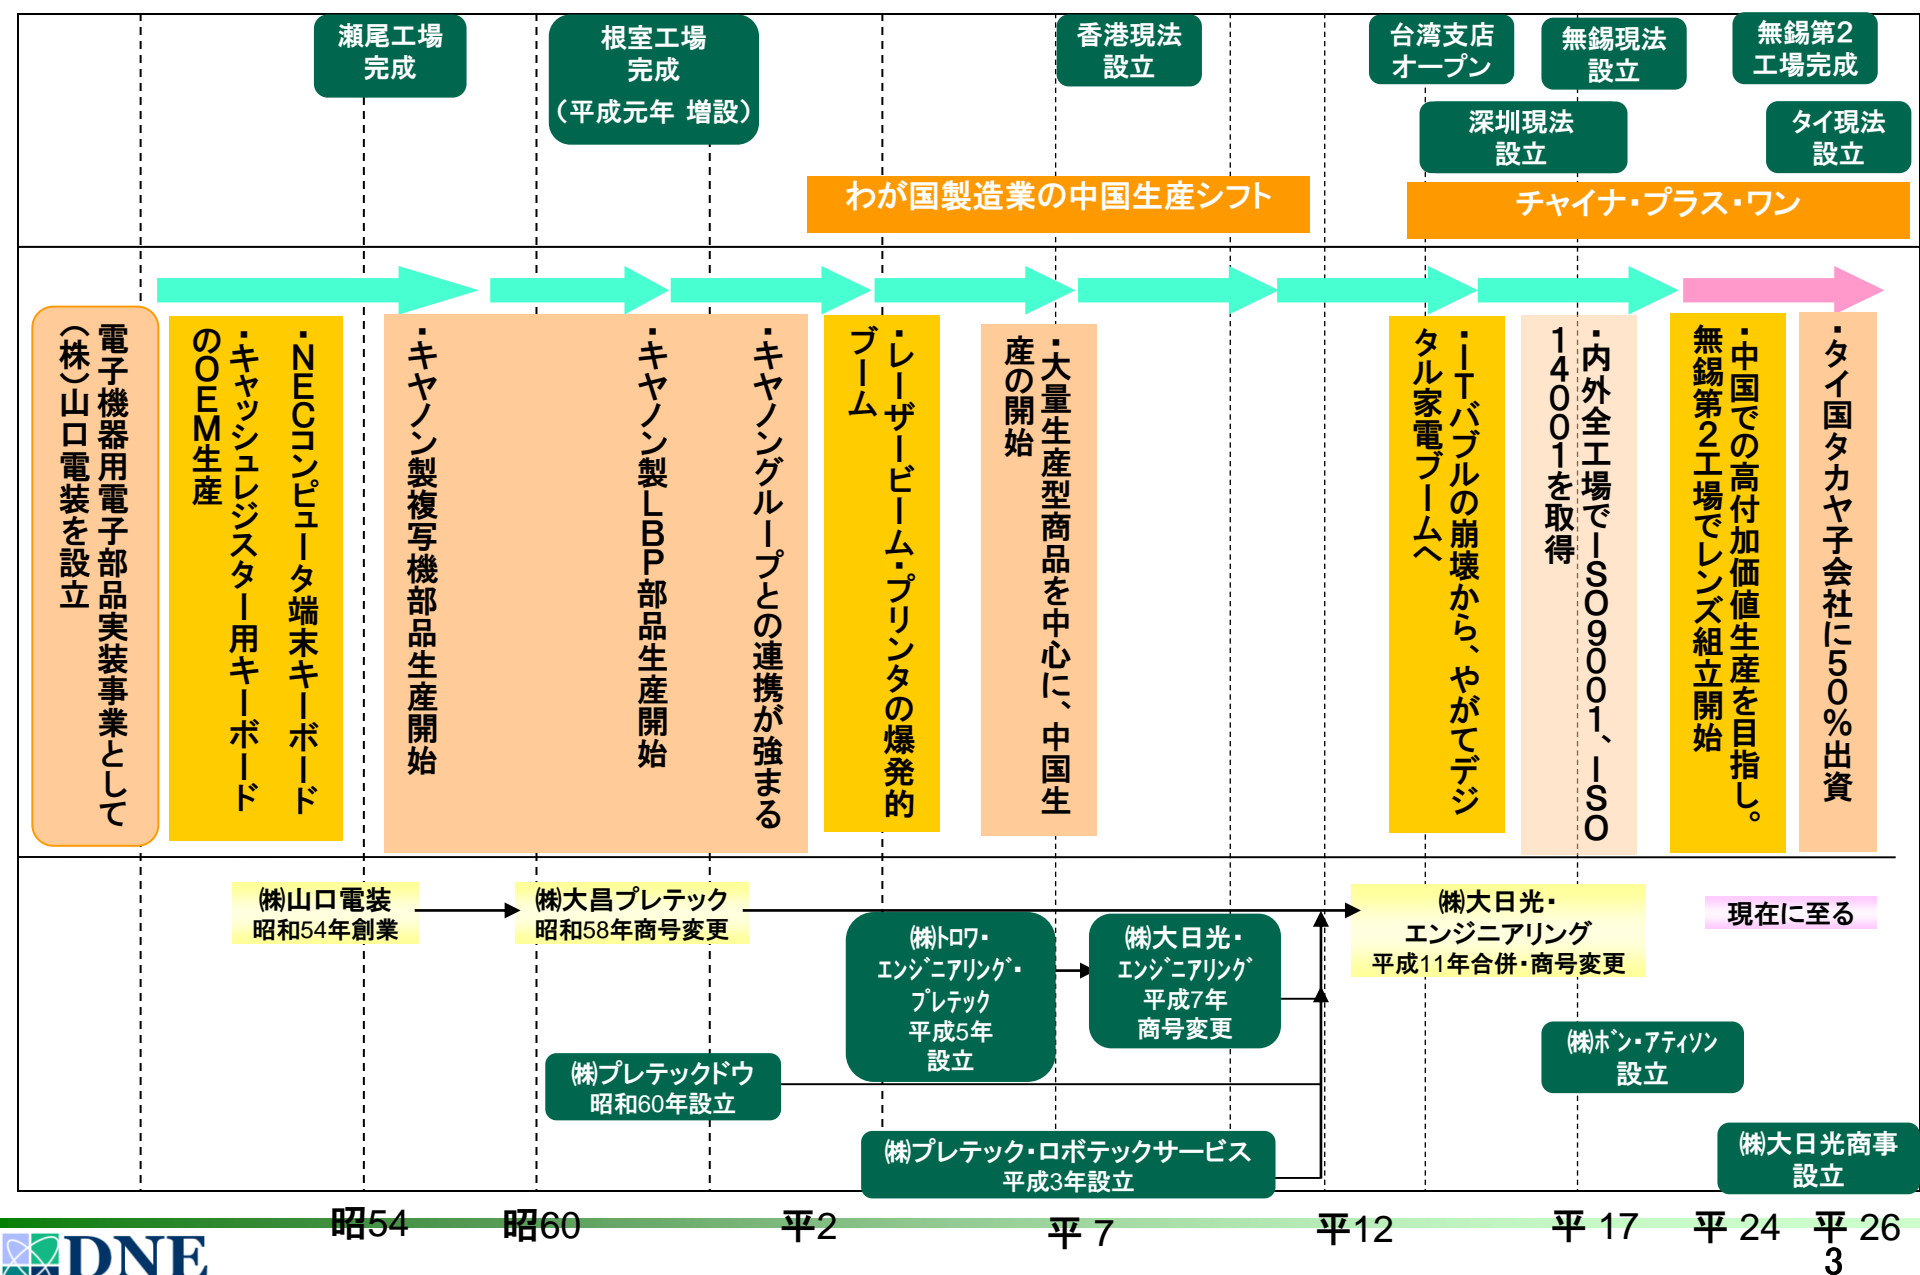 瀬尾工場
完成
根室工場
完成
（平成元年 増設）
香港現法
設立
台湾支店
オープン
無錫現法
設立
無錫第2
工場完成
深圳現法
設立
タイ現法
設立
わが国製造業の中国生産シフト
チャイナ・プラス・ワン
電子機器用電子部品実装事業として
（株）山口電装を設立
・NECコンピュータ端末キーボード
・キャッシュレジスター用キーボード
のOEM生産
・キヤノン製複写機部品生産開始
・キヤノン製LBP部品生産開始
・キヤノングループとの連携が強まる
・レーザービーム・プリンタの爆発的
ブーム
・大量生産型商品を中心に、中国生
産の開始
・ITバブルの崩壊から、やがてデジ
タル家電ブームへ
・内外全工場でISO9001、ISO
14001を取得
・中国での高付加価値生産を目指し。
無錫第2工場でレンズ組立開始
・タイ国タカヤ子会社に50%出資
㈱山口電装
昭和54年創業
㈱大昌プレテック
昭和58年商号変更
㈱大日光・
エンジニアリング
平成11年合併・商号変更
現在に至る
㈱ﾄﾛﾜ・
ｴﾝｼﾞﾆｱﾘﾝｸﾞ・
ﾌﾟﾚﾃｯｸ
平成5年
設立
㈱大日光・
ｴﾝｼﾞﾆｱﾘﾝｸﾞ
平成7年
商号変更
㈱プレテックドウ
昭和60年設立
㈱プレテック・ロボテックサービス
平成3年設立
㈱ﾎﾞﾝ・ｱﾃｨｿﾝ
設立
㈱大日光商事
設立
昭54
昭60
平2
平 7
平12
平 17
平 24
平 26
3
DNE